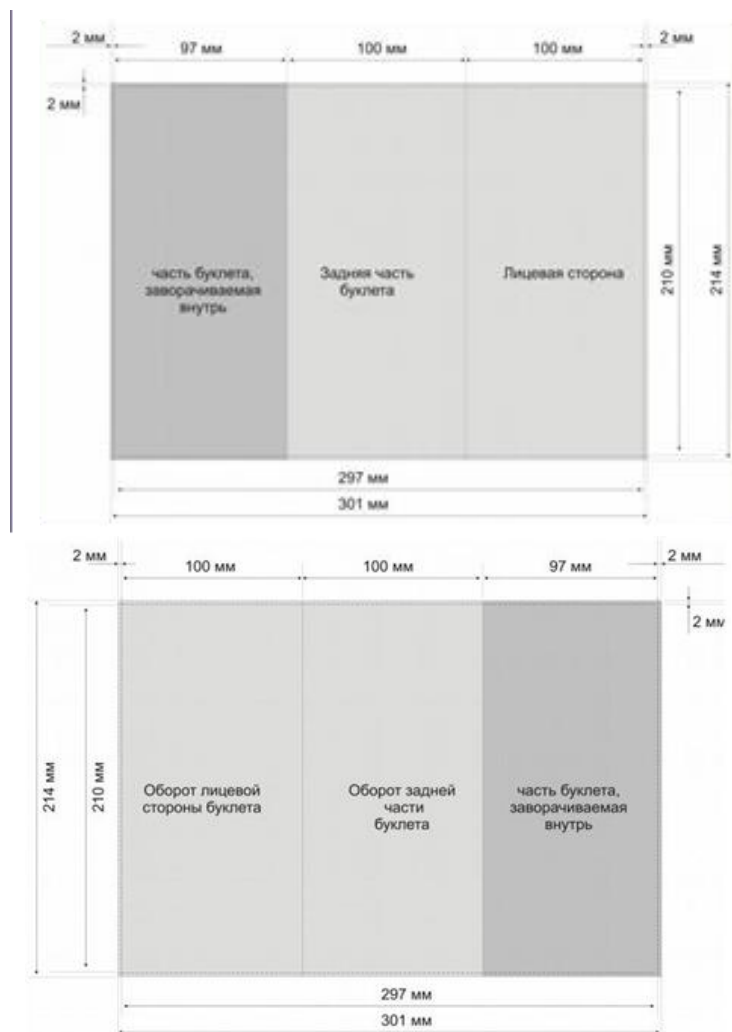 2 мм
97 мм
100 мм
100 мм
2 мм
2 мм
часть буклета,
заворачиваемая
внутрь
Задняя часть
буклета
Лицевая сторона
210 мм
214 мм
297 мм
301 мм
2 мм
100 мм
100 мм
97 мм
2 мм
2 мм
214 мм
210 мм
Оборот лицевой
стороны буклета
Оборот задней
части
буклета
часть буклета,
заворачиваемая
внутрь
297 мм
301 мм